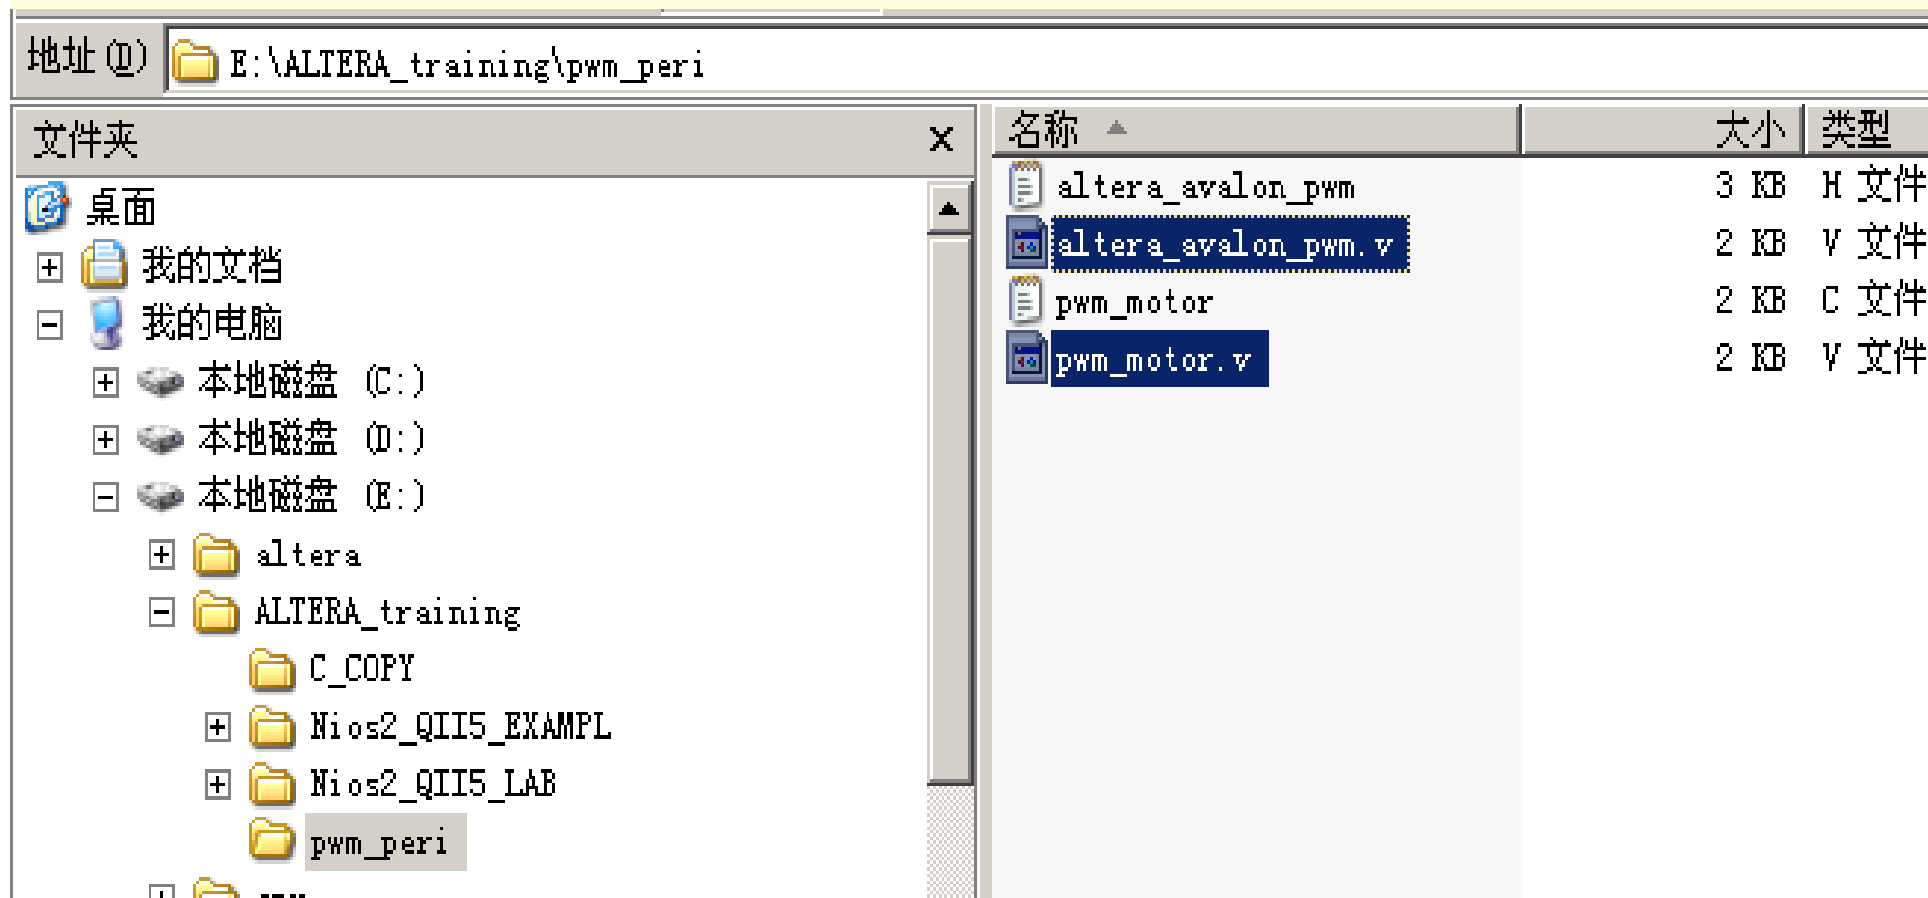 地址(D) E:\ALTERA_training\pwm_peri
文件夹
桌面
我的文档
我的电脑
本地磁盘 (C:)
本地磁盘 (D:)
本地磁盘 (E:)
altera
ALTERA_training
C_COPY
Nios2_QII5_EXAMPL
Nios2_QII5_LAB
pwm_peri
名称 大小 类型
altera_avalon_pwm 3 KB H 文件
altera_avalon_pwm.v 2 KB V 文件
pwm_motor 2 KB C 文件
pwm_motor.v 2 KB V 文件